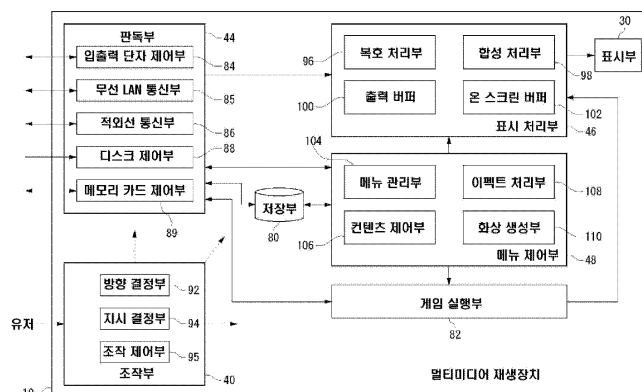 판독부
44
입출력 단자 제어부
84
무선 LAN 통신부
85
적외선 통신부
86
디스크 제어부
88
메모리 카드 제어부
89
96
복호 처리부
합성 처리부
98
100
출력 버퍼
온 스크린 버퍼
102
표시 처리부
46
30
표시부
104
메뉴 관리부
이펙트 처리부
108
106
컨텐츠 제어부
화상 생성부
110
메뉴 제어부
48
저장부
80
게임 실행부
82
유저
방향 결정부
92
지시 결정부
94
조작 제어부
95
조작부
40
멀티미디어 재생장치
10